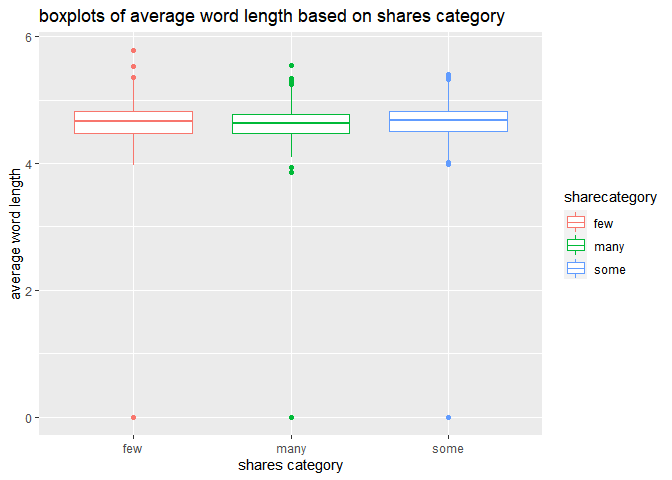 boxplots of average word length based on shares category
6
4
2
0
average word length
few
many
some
shares category
sharecategory
few
many
some